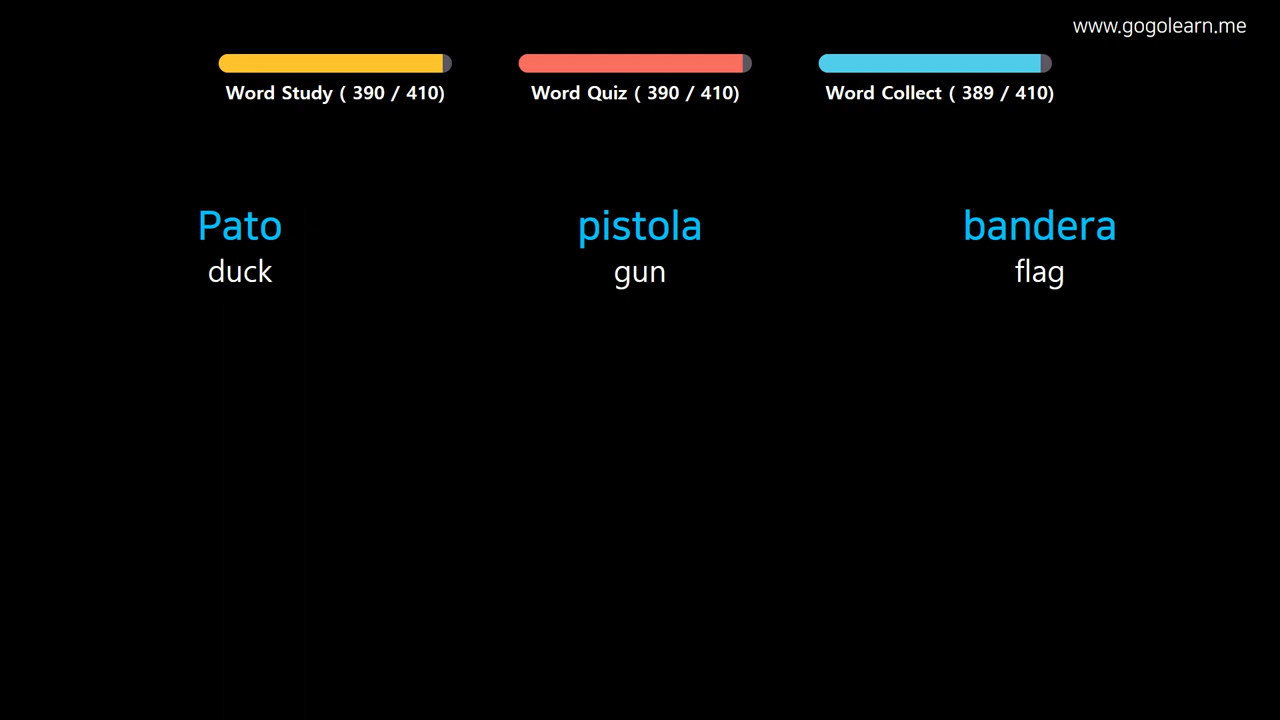 www.gogolearn.me
Word Study ( 390 / 410)
Word Quiz ( 390 / 410)
Word Collect ( 389 / 410)
Pato
pistola
bandera
duck
gun
flag